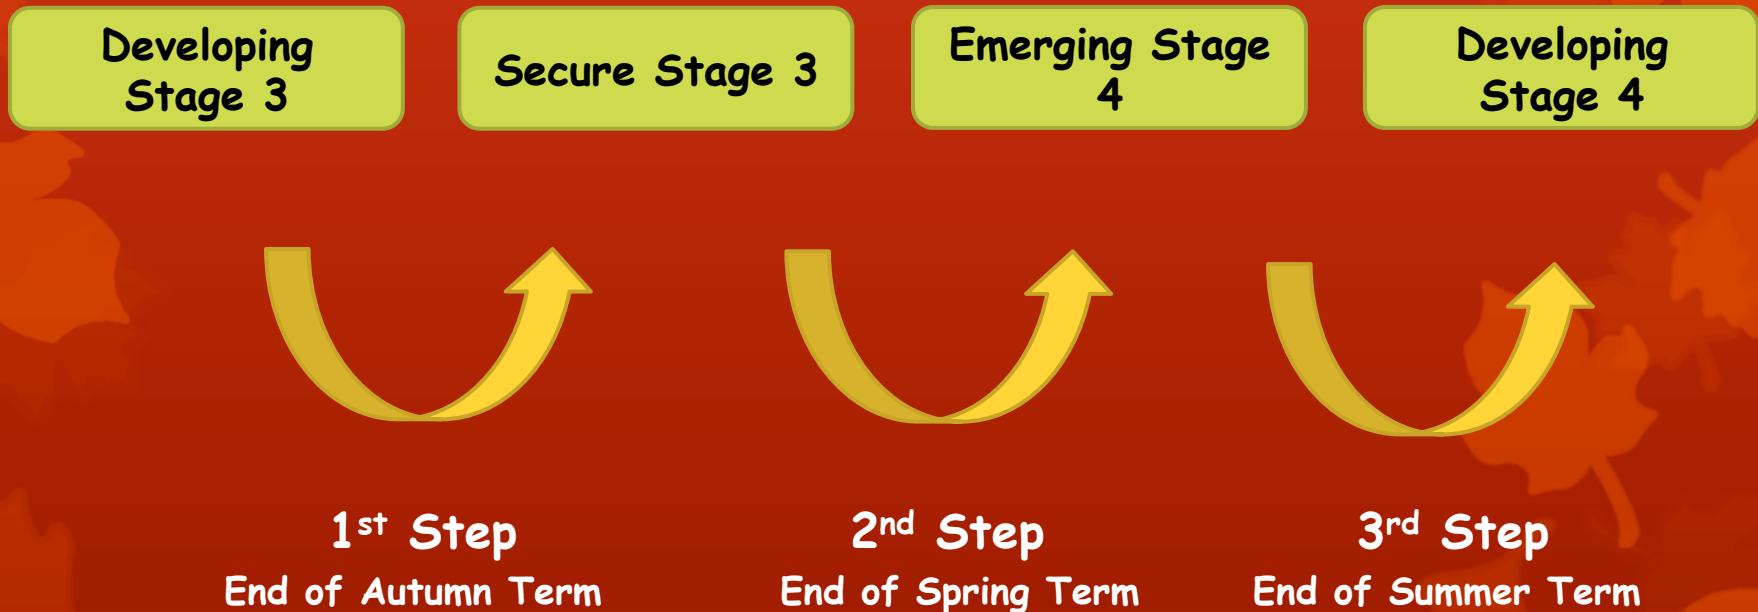 Developing
Stage 3
Secure Stage 3
Emerging Stage
4
Developing
Stage 4
1st Step
End of Autumn Term
2nd Step
End of Spring Term
3rd Step
End of Summer Term